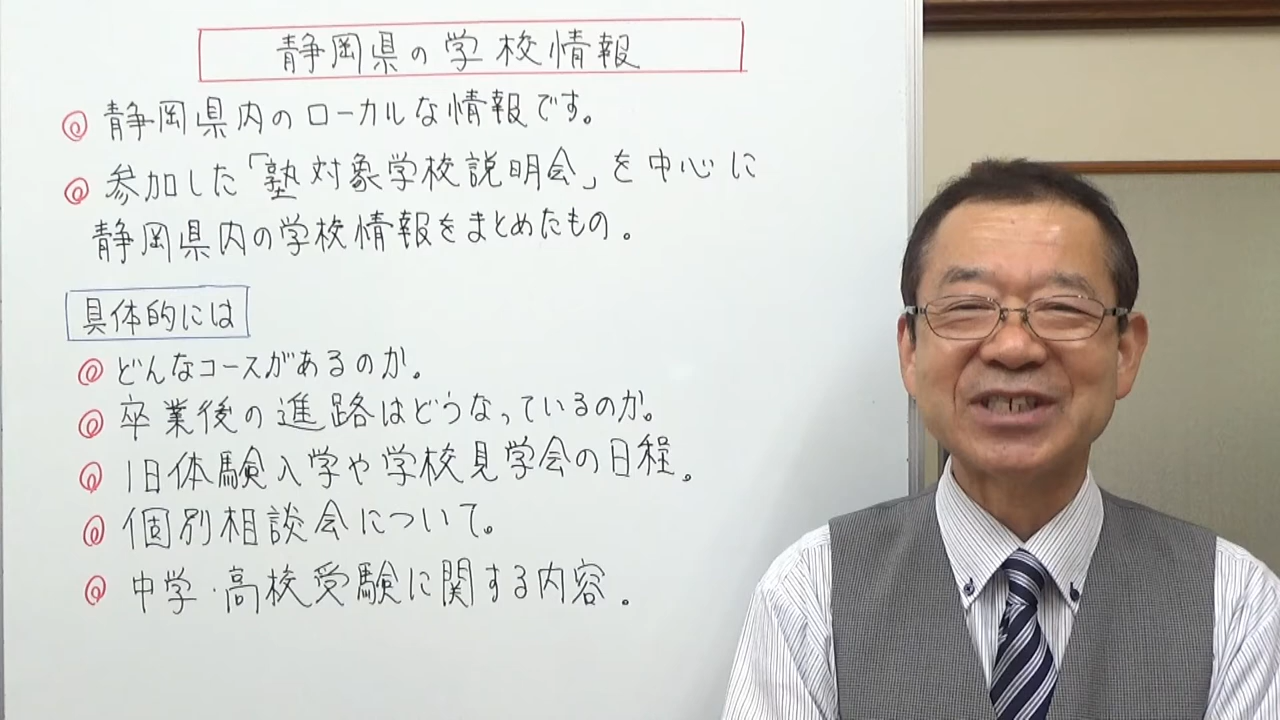 静岡県の学校情報
◎ 静岡県内のローカルな情報です。
◎ 参加した「塾対象学校説明会」を中心に
静岡県内の学校情報をまとめたもの。
具体的には
◎ どんなコースがあるのか。
◎ 卒業後の進路はどうなっているのか。
◎ 1日体験入学や学校見学会の日程。
◎ 個別相談会について。
◎ 中学・高校受験に関する内容。